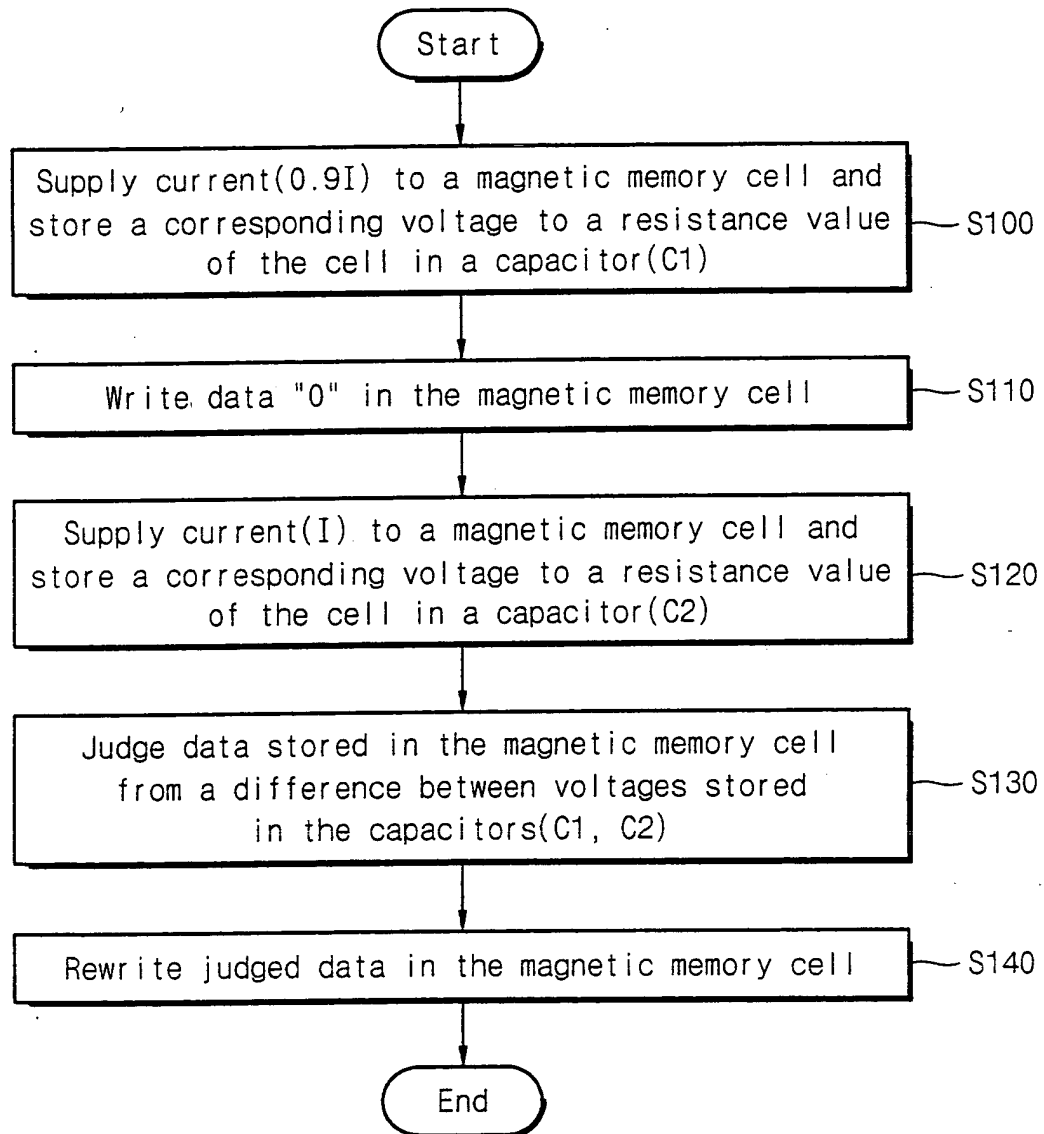 Start
Supply current(0.9I) to a magnetic memory cell and
store a corresponding voltage to a resistance value
of the cell in a capacitor(C1)
S100
Write data "0" in the magnetic memory cell
S110
Supply current(I) to a magnetic memory cell and
store a corresponding voltage to a resistance value
of the cell in a capacitor(C2)
S120
Judge data stored in the magnetic memory cell
from a difference between voltages stored
in the capacitors(C1, C2)
S130
Rewrite judged data in the magnetic memory cell
S140
End